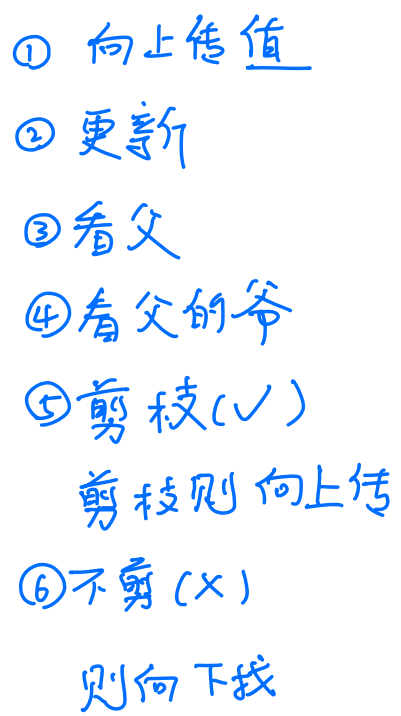 ① 向上传值
② 更新
③ 看父
④ 看父的爷
⑤ 剪枝(√)
剪枝则向上传
⑥ 不剪(×)
则向下找